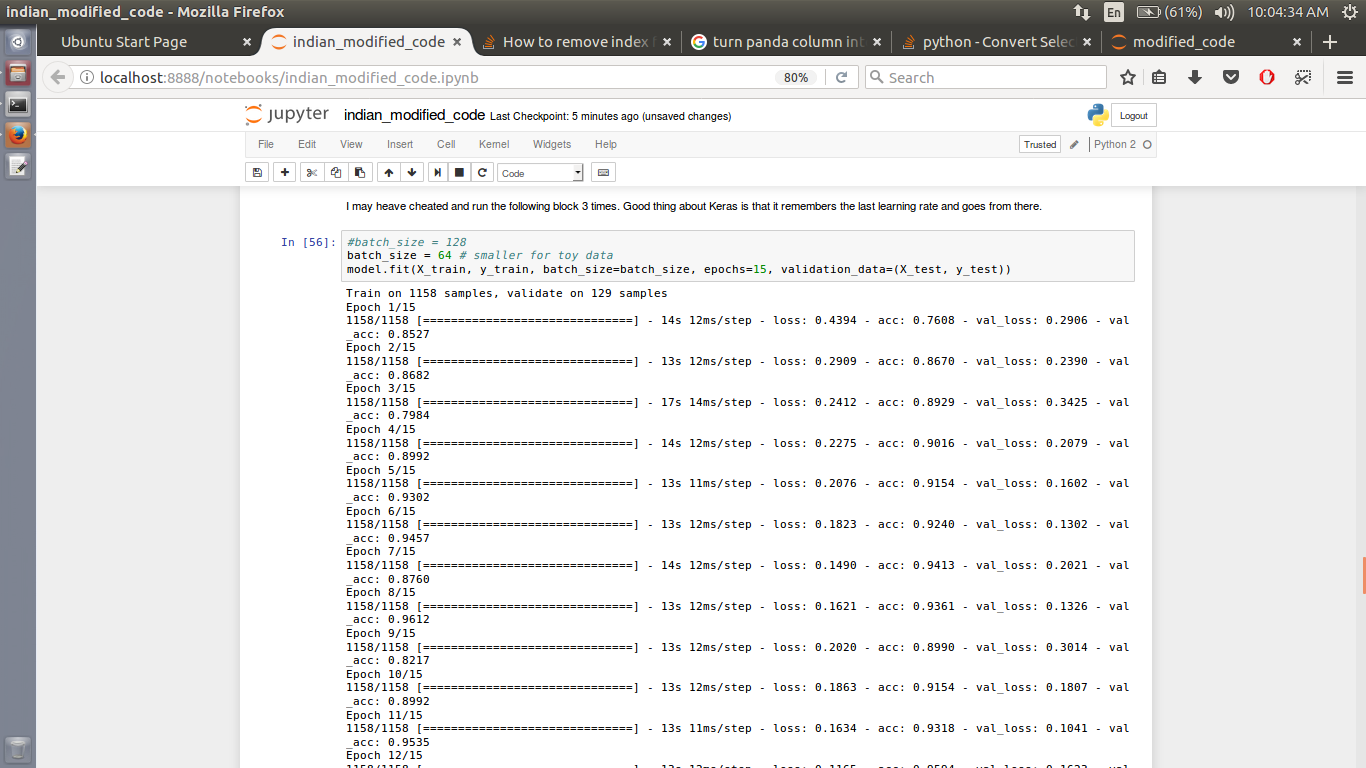 indian_modified_code - Mozilla Firefox
En (61%) 10:04:34 AM
Ubuntu Start Page × indian_modified_code × How to remove index × turn panda column int × python - Convert Selec × modified_code ×
localhost:8888/notebooks/indian_modified_code.ipynb 80% Search
jupyter indian_modified_code Last Checkpoint: 5 minutes ago (unsaved changes) Logout
File Edit View Insert Cell Kernel Widgets Help Trusted Python 2
Code
I may heave cheated and run the following block 3 times. Good thing about Keras is that it remembers the last learning rate and goes from there.
In [56]: #batch_size = 128
batch_size = 64 # smaller for toy data
model.fit(X_train, y_train, batch_size=batch_size, epochs=15, validation_data=(X_test, y_test))
Train on 1158 samples, validate on 129 samples
Epoch 1/15
1158/1158 [==============================] - 14s 12ms/step - loss: 0.4394 - acc: 0.7608 - val_loss: 0.2906 - val
_acc: 0.8527
Epoch 2/15
1158/1158 [==============================] - 13s 12ms/step - loss: 0.2909 - acc: 0.8670 - val_loss: 0.2390 - val
_acc: 0.8682
Epoch 3/15
1158/1158 [==============================] - 17s 14ms/step - loss: 0.2412 - acc: 0.8929 - val_loss: 0.3425 - val
_acc: 0.7984
Epoch 4/15
1158/1158 [==============================] - 14s 12ms/step - loss: 0.2275 - acc: 0.9016 - val_loss: 0.2079 - val
_acc: 0.8992
Epoch 5/15
1158/1158 [==============================] - 13s 11ms/step - loss: 0.2076 - acc: 0.9154 - val_loss: 0.1602 - val
_acc: 0.9302
Epoch 6/15
1158/1158 [==============================] - 13s 12ms/step - loss: 0.1823 - acc: 0.9240 - val_loss: 0.1302 - val
_acc: 0.9457
Epoch 7/15
1158/1158 [==============================] - 14s 12ms/step - loss: 0.1490 - acc: 0.9413 - val_loss: 0.2021 - val
_acc: 0.8760
Epoch 8/15
1158/1158 [==============================] - 13s 12ms/step - loss: 0.1621 - acc: 0.9361 - val_loss: 0.1326 - val
_acc: 0.9612
Epoch 9/15
1158/1158 [==============================] - 13s 12ms/step - loss: 0.2020 - acc: 0.8990 - val_loss: 0.3014 - val
_acc: 0.8217
Epoch 10/15
1158/1158 [==============================] - 13s 12ms/step - loss: 0.1863 - acc: 0.9154 - val_loss: 0.1807 - val
_acc: 0.8992
Epoch 11/15
1158/1158 [==============================] - 13s 11ms/step - loss: 0.1634 - acc: 0.9318 - val_loss: 0.1041 - val
_acc: 0.9535
Epoch 12/15